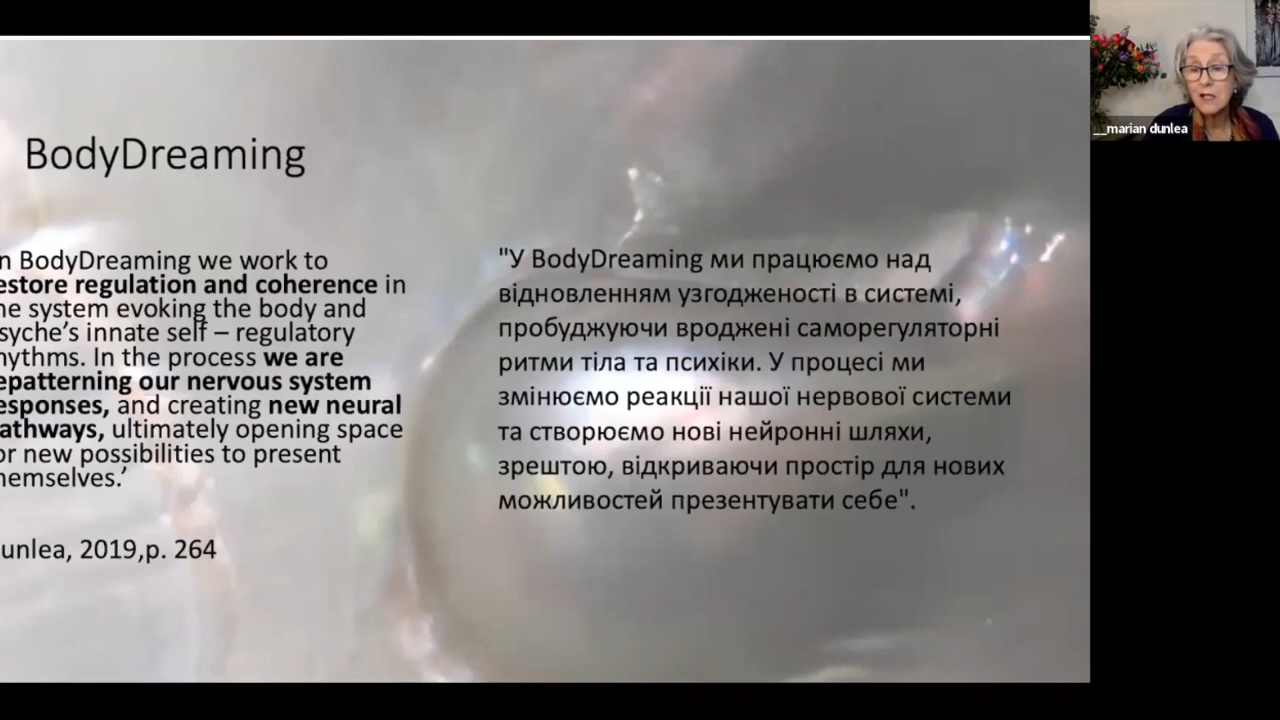 BodyDreaming
n BodyDreaming we work to
estore regulation and coherence in
he system evoking the body and
syche's innate self – regulatory
hythms. In the process we are
epatterning our nervous system
esponses, and creating new neural
athways, ultimately opening space
or new possibilities to present
hemselves.'
unlea, 2019,p. 264
"У BodyDreaming ми працюємо над
відновленням узгодженості в системі,
пробуджуючи вроджені саморегуляторні
ритми тіла та психіки. У процесі ми
змінюємо реакції нашої нервової системи
та створюємо нові нейронні шляхи,
зрештою, відкриваючи простір для нових
можливостей презентувати себе".
__marian dunlea